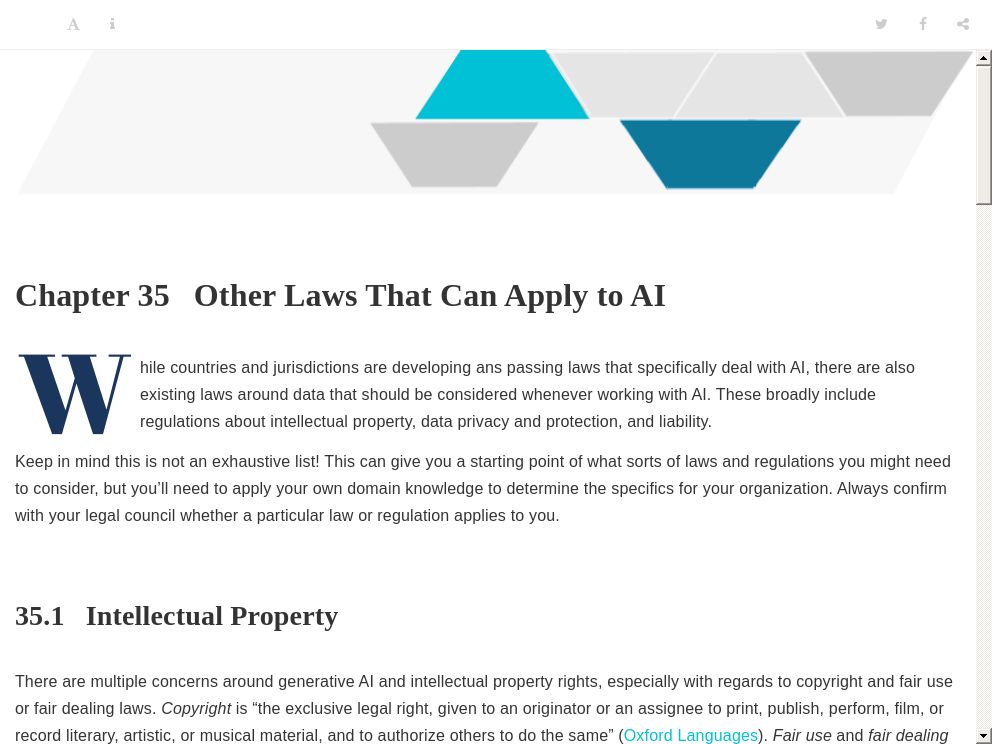 Chapter 35 Other Laws That Can Apply to AI
While countries and jurisdictions are developing ans passing laws that specifically deal with AI, there are also
existing laws around data that should be considered whenever working with AI. These broadly include
regulations about intellectual property, data privacy and protection, and liability.
Keep in mind this is not an exhaustive list! This can give you a starting point of what sorts of laws and regulations you might need
to consider, but you’ll need to apply your own domain knowledge to determine the specifics for your organization. Always confirm
with your legal council whether a particular law or regulation applies to you.
35.1 Intellectual Property
There are multiple concerns around generative AI and intellectual property rights, especially with regards to copyright and fair use
or fair dealing laws. Copyright is “the exclusive legal right, given to an originator or an assignee to print, publish, perform, film, or
record literary, artistic, or musical material, and to authorize others to do the same” (Oxford Languages). Fair use and fair dealing